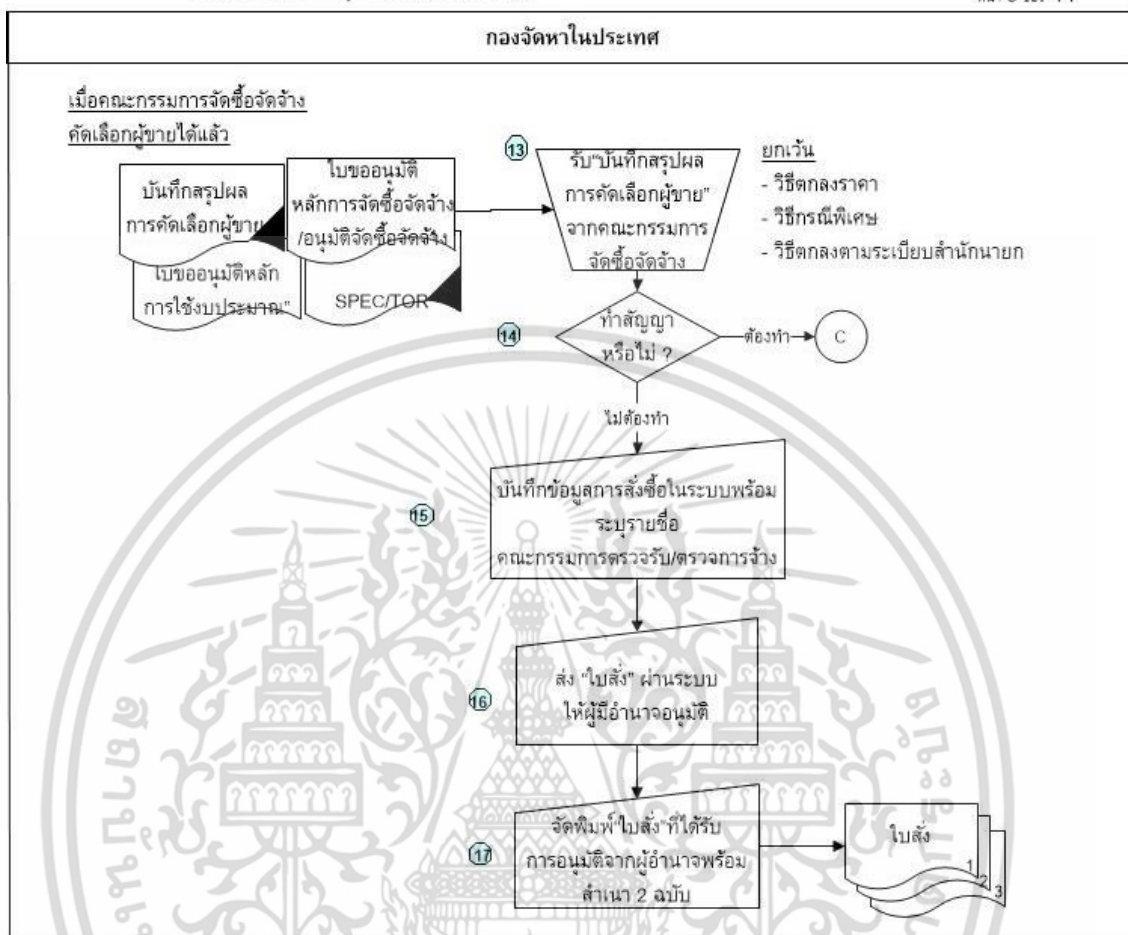 กองจัดหาในประเทศ
เมื่อคณะกรรมการจัดซื้อจัดจ้าง
คัดเลือกผู้ขายได้แล้ว
บันทึกสรุปผล
การคัดเลือกผู้ขาย
ใบขออนุมัติ
หลักการจัดซื้อจัดจ้าง
/อนุมัติจัดซื้อจัดจ้าง
ใบขออนุมัติหลัก
การใช้งบประมาณ"
SPEC/TOR
13
รับ"บันทึกสรุปผล
การคัดเลือกผู้ขาย"
จากคณะกรรมการ
จัดซื้อจัดจ้าง
ยกเว้น
- วิธีตกลงราคา
- วิธีกรณีพิเศษ
- วิธีตกลงตามระเบียบสำนักนายก
14
ทำสัญญา
หรือไม่ ?
ต้องทำ
C
ไม่ต้องทำ
15
บันทึกข้อมูลการสั่งซื้อในระบบพร้อม
ระบุรายชื่อ
คณะกรรมการตรวจรับ/ตรวจการจ้าง
16
ส่ง "ใบสั่ง" ผ่านระบบ
ให้ผู้มีอำนาจอนุมัติ
17
จัดพิมพ์"ใบสั่ง"ที่ได้รับ
การอนุมัติจากผู้อำนาจพร้อม
สำเนา 2 ฉบับ
ใบสั่ง
1
2
3